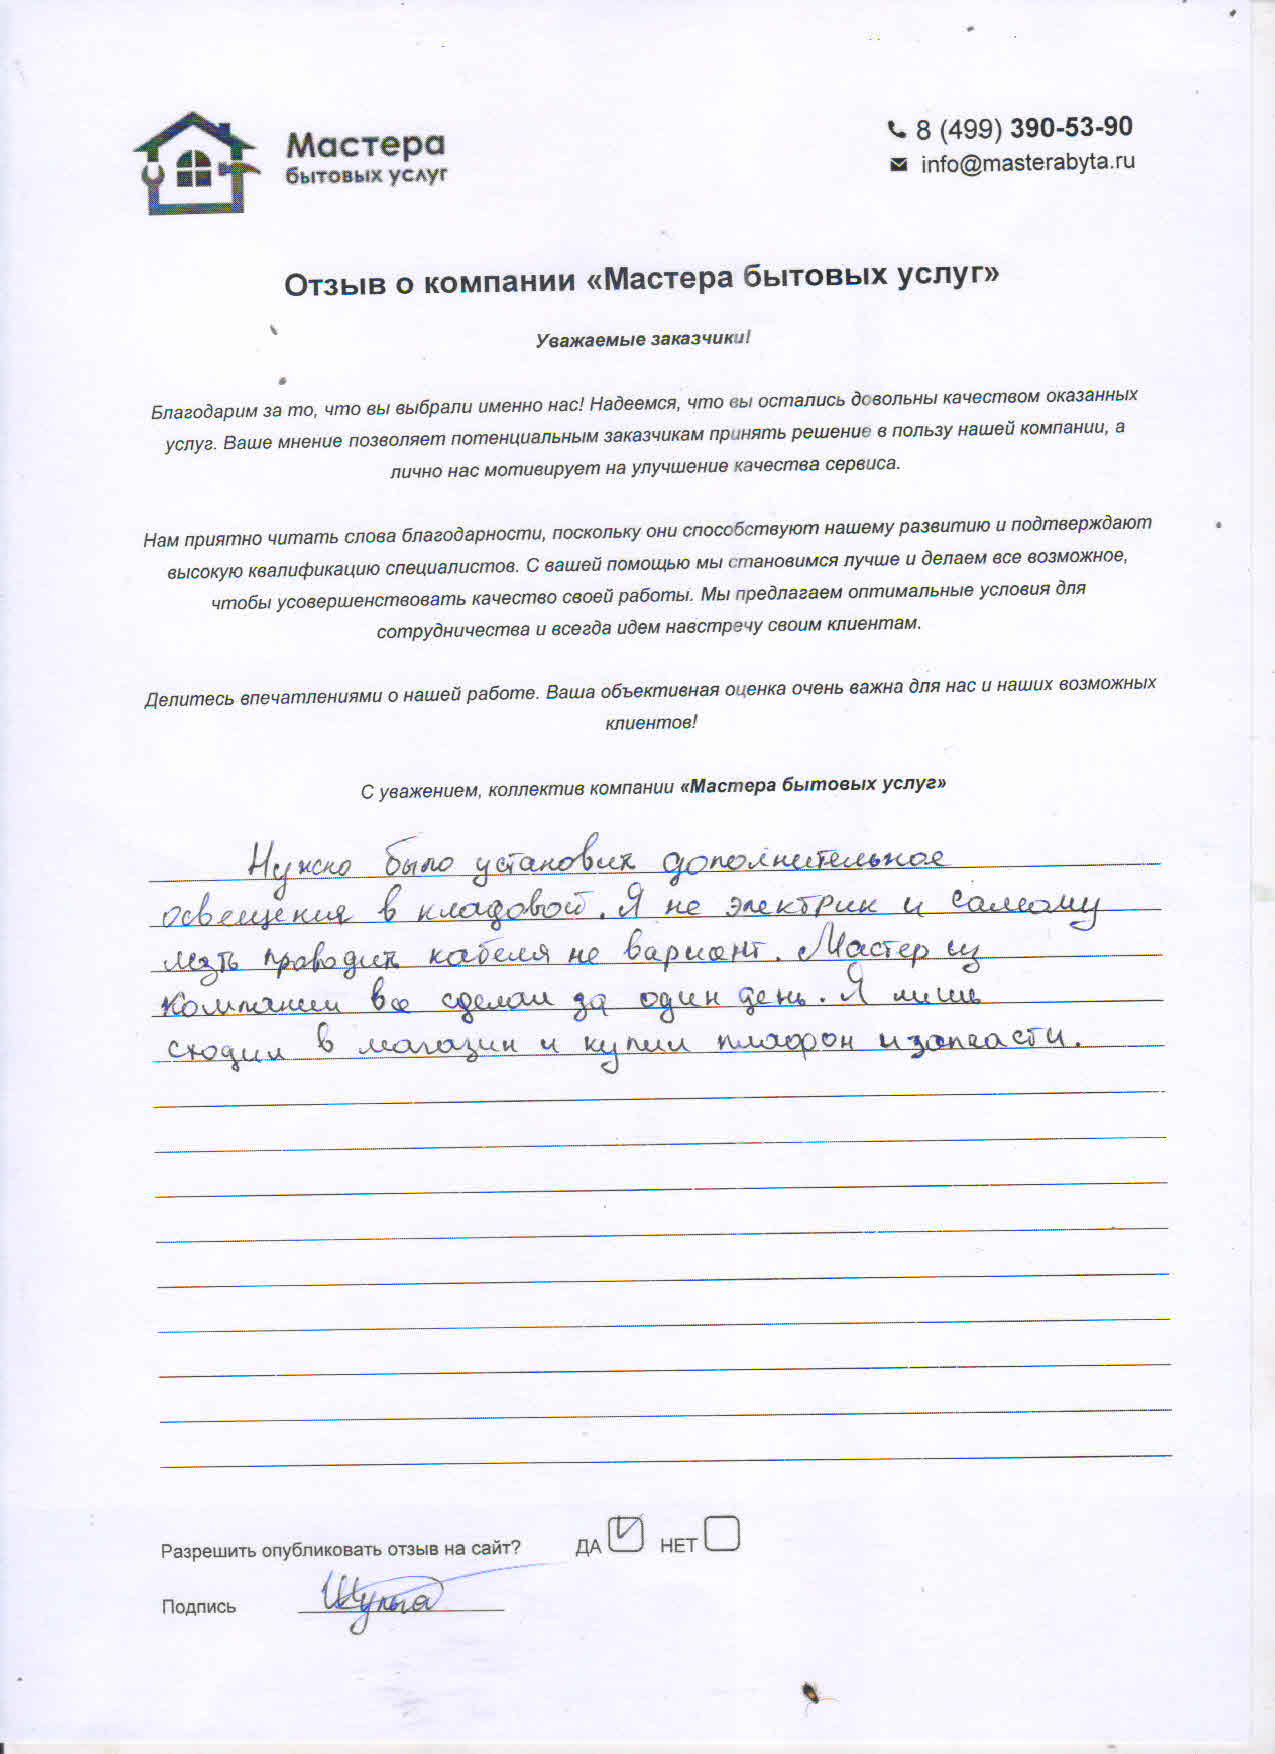 Мастера
бытовых услуг
8 (499) 390-53-90
info@masterabyta.ru
Отзыв о компании «Мастера бытовых услуг»
Уважаемые заказчики!
Благодарим за то, что вы выбрали именно нас! Надеемся, что вы остались довольны качеством оказанных
услуг. Ваше мнение позволяет потенциальным заказчикам принять решение в пользу нашей компании, а
лично нас мотивирует на улучшение качества сервиса.
Нам приятно читать слова благодарности, поскольку они способствуют нашему развитию и подтверждают
высокую квалификацию специалистов. С вашей помощью мы становимся лучше и делаем все возможное,
чтобы усовершенствовать качество своей работы. Мы предлагаем оптимальные условия для
сотрудничества и всегда идем навстречу своим клиентам.
Делитесь впечатлениями о нашей работе. Ваша объективная оценка очень важна для нас и наших возможных
клиентов!
С уважением, коллектив компании «Мастера бытовых услуг»
Нужно было установить дополнительное
освещения в кладовой. Я не электрик и самому
лезть проводить кабеля не вариант. Мастер из
компании все сделал за один день. Я лишь
сходил в магазин и купил плафон и запчасти.
Разрешить опубликовать отзыв на сайт? ДА НЕТ
Подпись